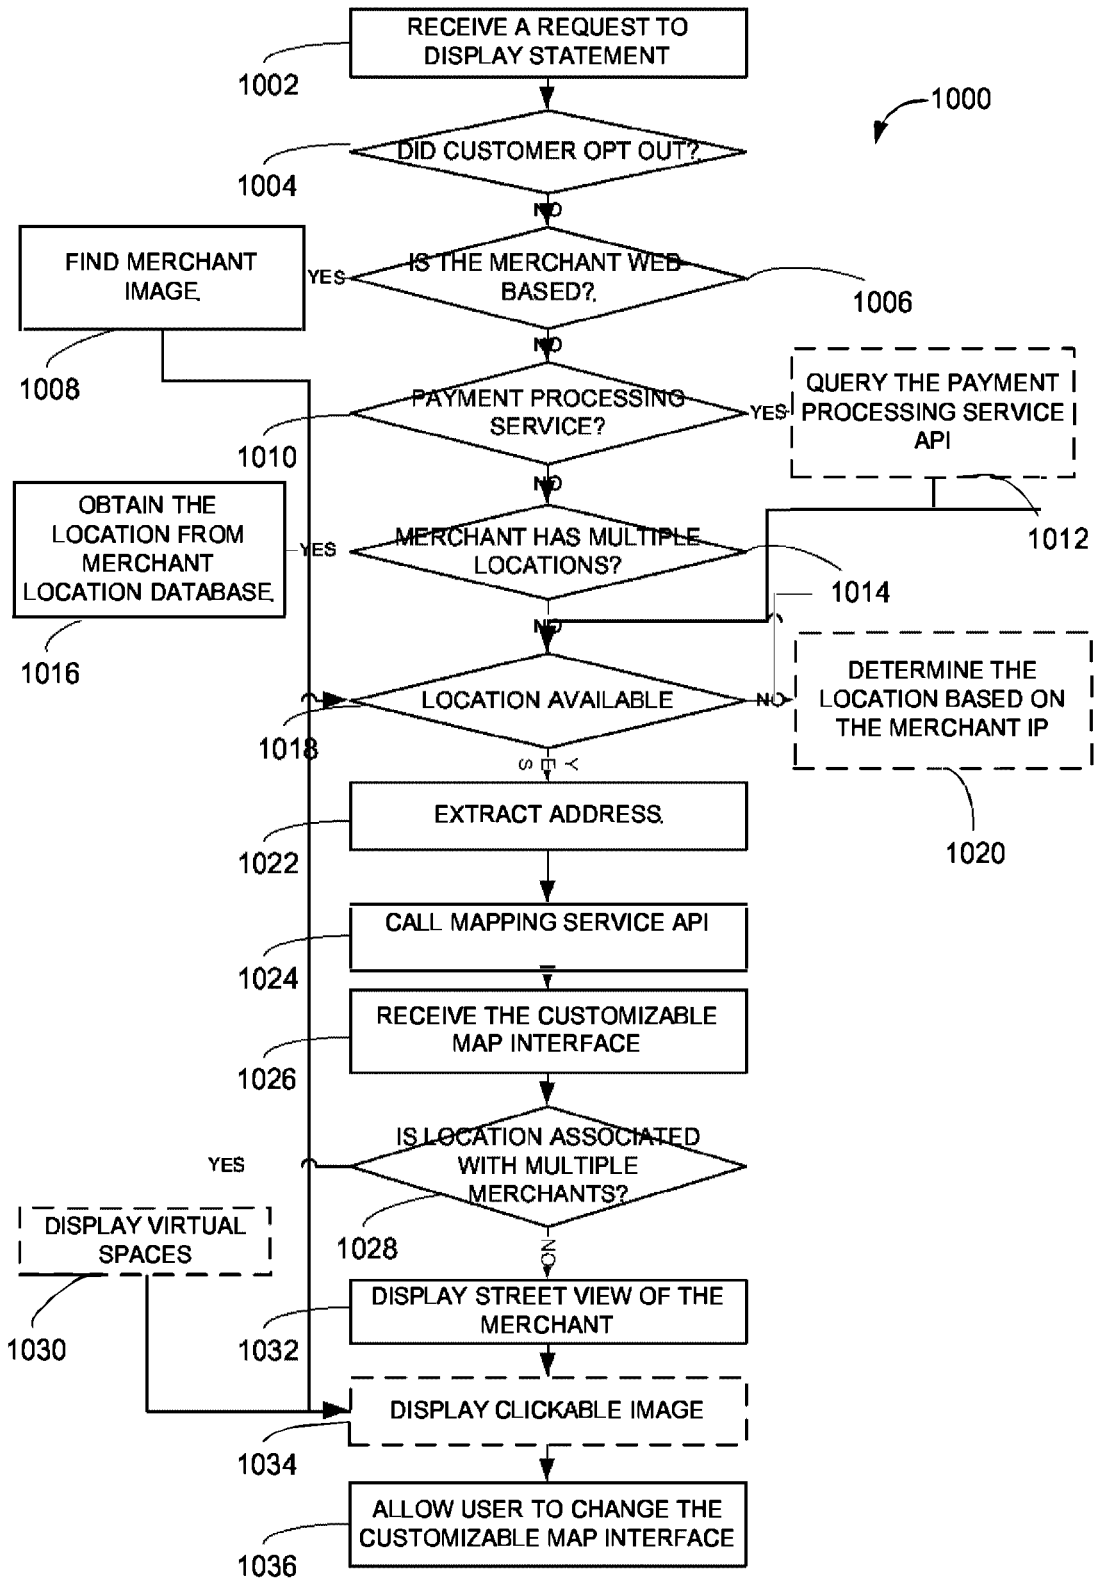 RECEIVE A REQUEST TO
DISPLAY STATEMENT
1002
1000
DID CUSTOMER OPT OUT?
1004
NO
FIND MERCHANT
IMAGE
YES
IS THE MERCHANT WEB
BASED?
1006
1008
NO
PAYMENT PROCESSING
SERVICE?
YES
QUERY THE PAYMENT
PROCESSING SERVICE
API
1010
1012
NO
OBTAIN THE
LOCATION FROM
MERCHANT
LOCATION DATABASE
YES
MERCHANT HAS MULTIPLE
LOCATIONS?
1014
1016
NO
LOCATION AVAILABLE
1018
NO
DETERMINE THE
LOCATION BASED ON
THE MERCHANT IP
1020
YES
EXTRACT ADDRESS
1022
CALL MAPPING SERVICE API
1024
RECEIVE THE CUSTOMIZABLE
MAP INTERFACE
1026
IS LOCATION ASSOCIATED
WITH MULTIPLE
MERCHANTS?
YES
1028
NO
DISPLAY VIRTUAL
SPACES
1030
DISPLAY STREET VIEW OF THE
MERCHANT
1032
DISPLAY CLICKABLE IMAGE
1034
ALLOW USER TO CHANGE THE
CUSTOMIZABLE MAP INTERFACE
1036